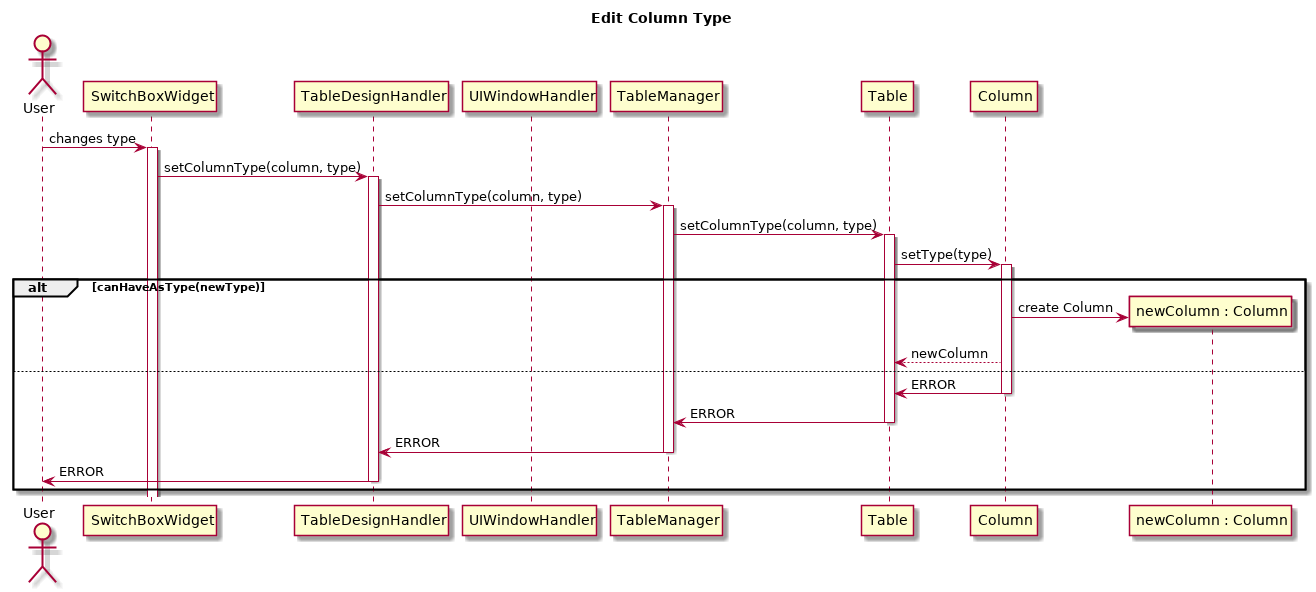 Edit Column Type
User
SwitchBoxWidget
TableDesignHandler
UIWindowHandler
TableManager
Table
Column
changes type
setColumnType(column, type)
setColumnType(column, type)
setColumnType(column, type)
setType(type)
alt
[canHaveAsType(newType)]
create Column
newColumn : Column
newColumn
ERROR
ERROR
ERROR
ERROR
User
SwitchBoxWidget
TableDesignHandler
UIWindowHandler
TableManager
Table
Column
newColumn : Column